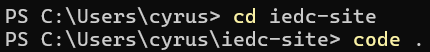 PS C:\Users\cyrus> cd iedc-site
PS C:\Users\cyrus\iedc-site> code .